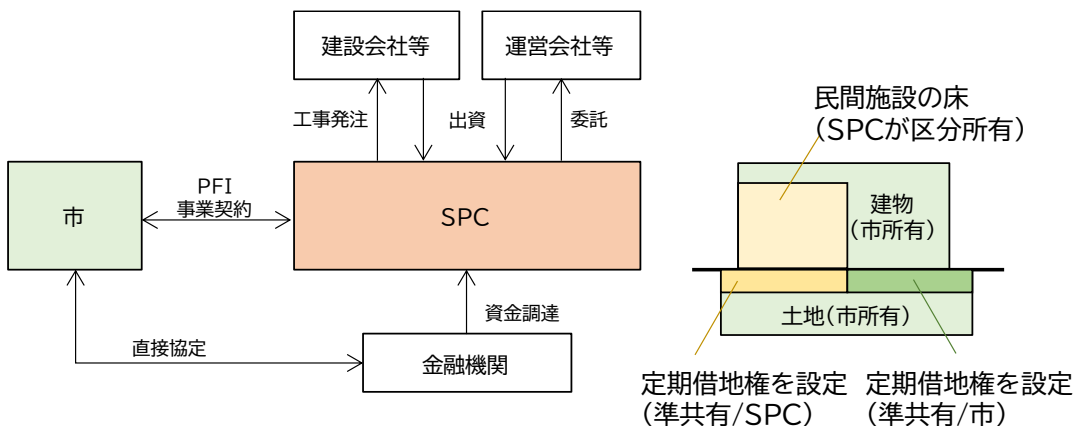 建設会社等
運営会社等
工事発注
出資
委託
市
PFI
事業契約
SPC
資金調達
直接協定
金融機関
民間施設の床
(SPCが区分所有)
建物
(市所有)
土地(市所有)
定期借地権を設定
(準共有/SPC)
定期借地権を設定
(準共有/市)